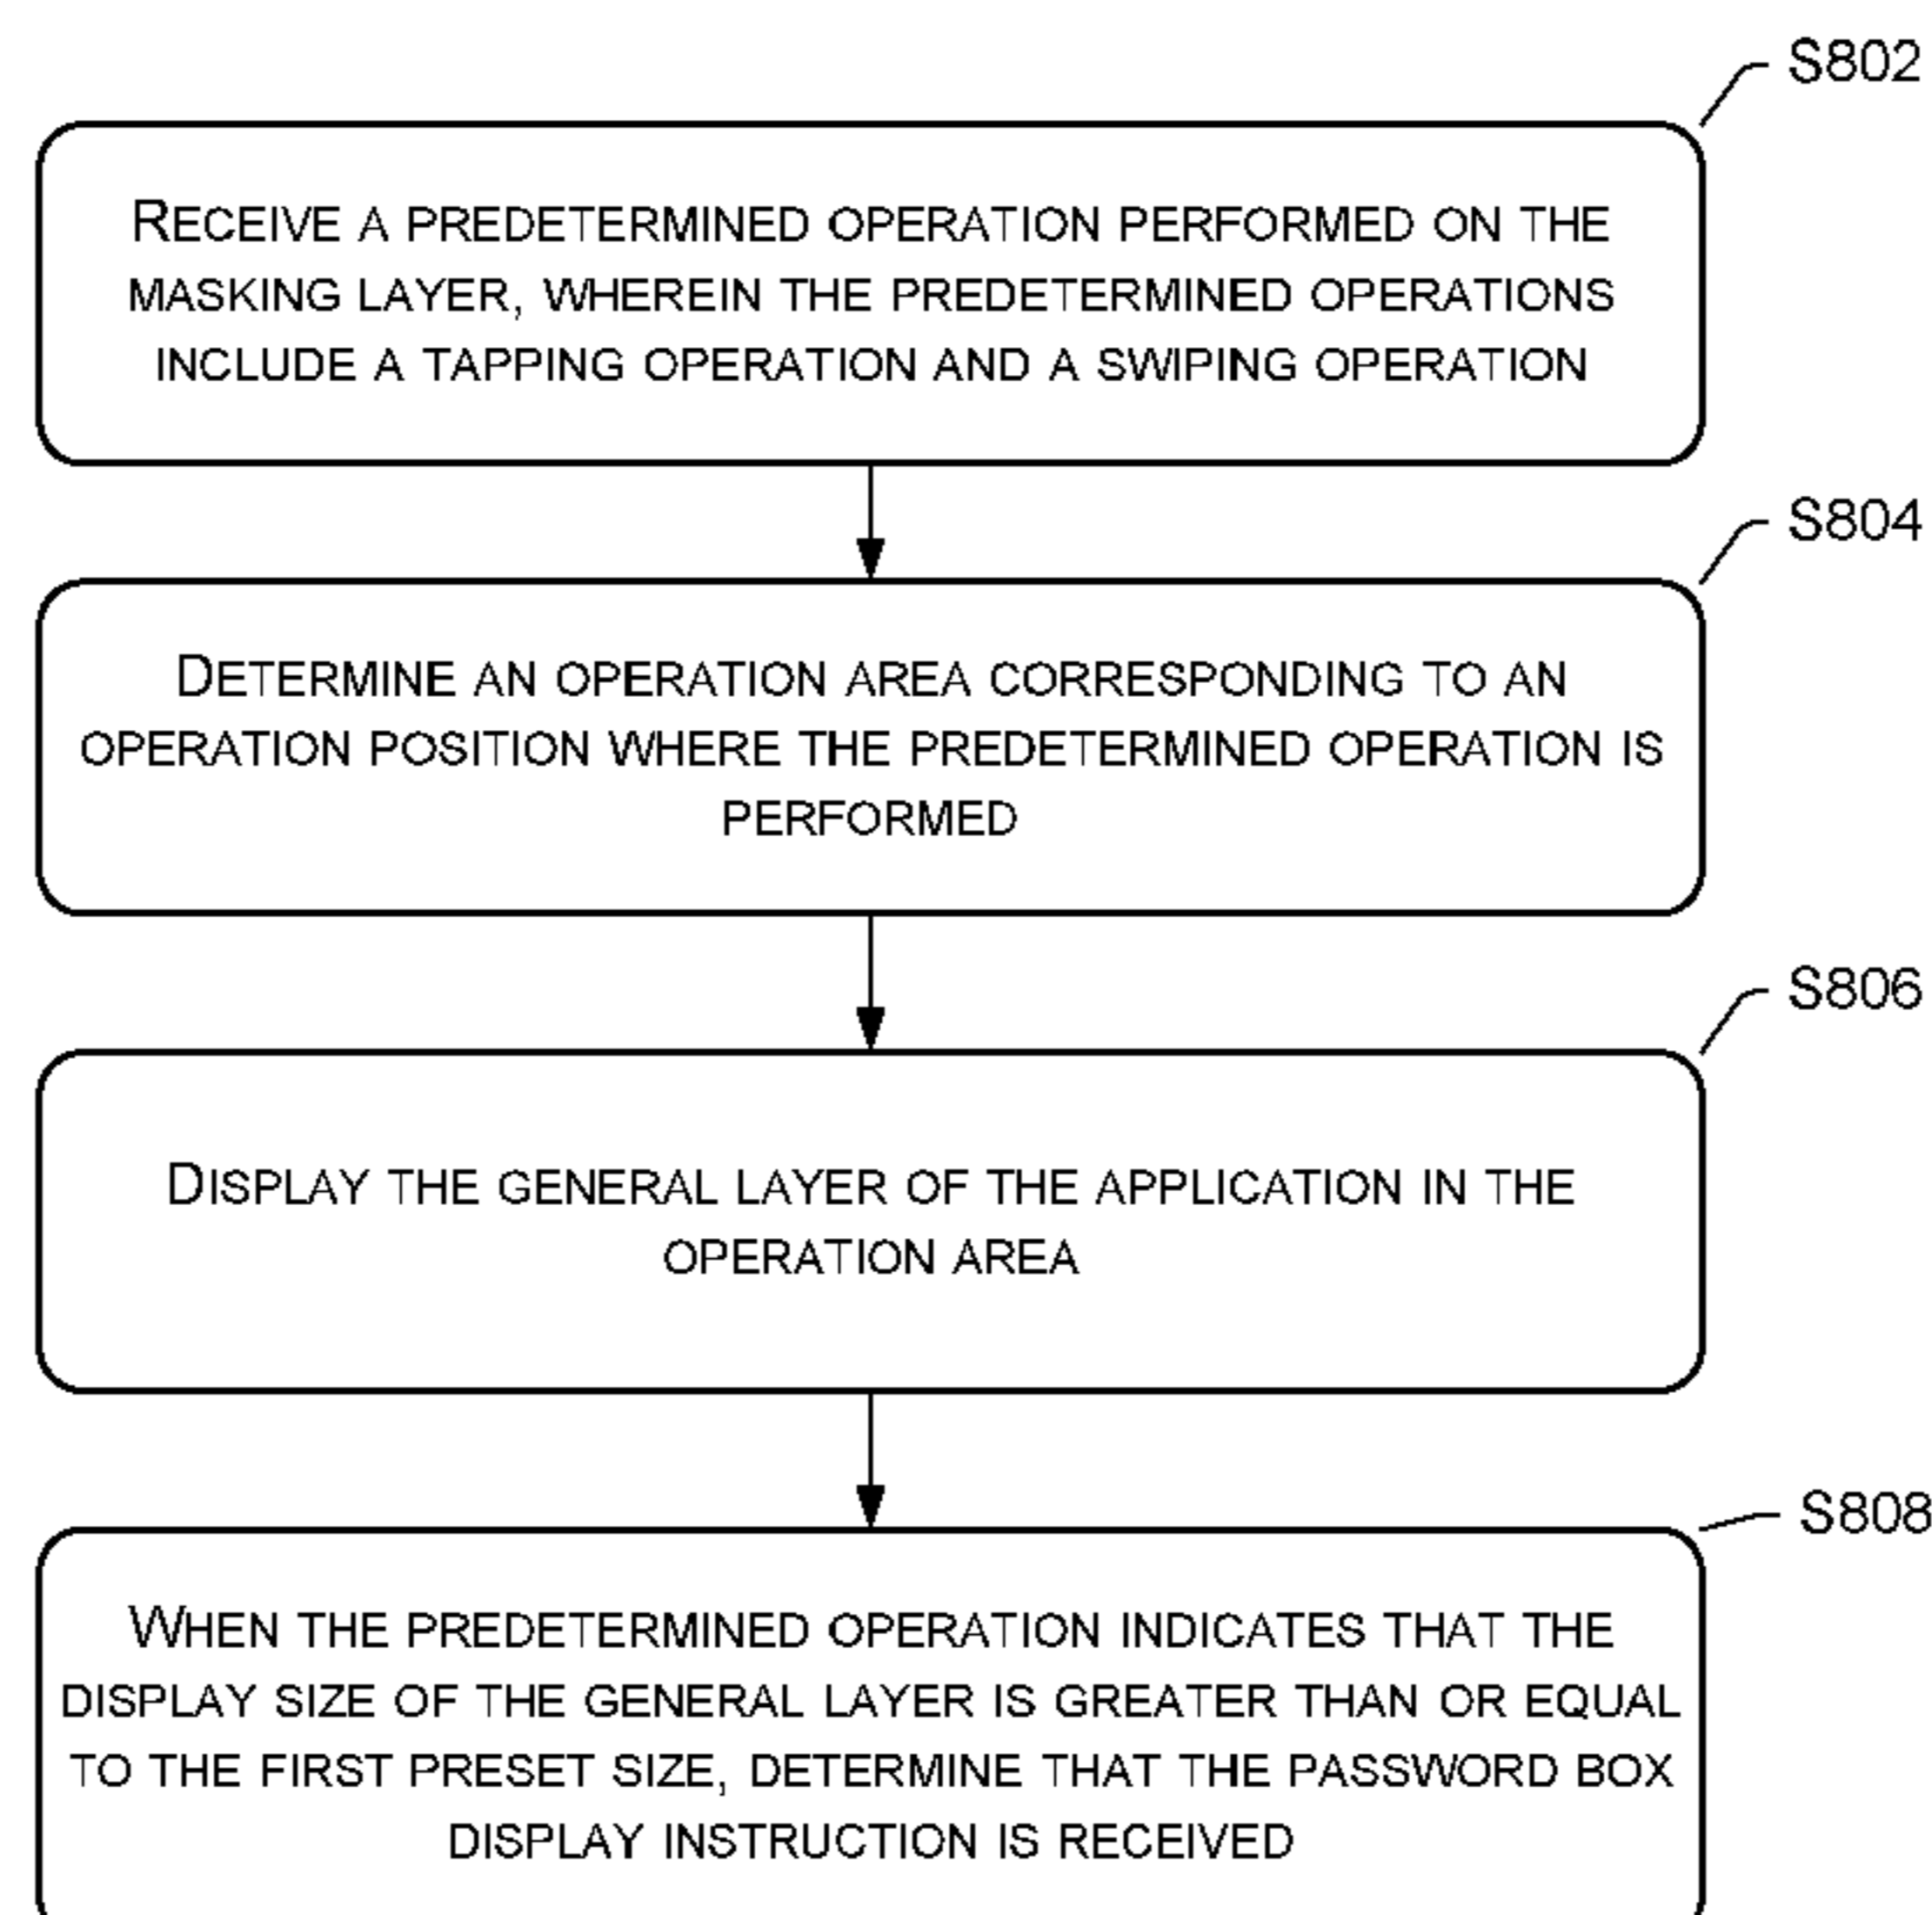 S802
RECEIVE A PREDETERMINED OPERATION PERFORMED ON THE
MASKING LAYER, WHEREIN THE PREDETERMINED OPERATIONS
INCLUDE A TAPPING OPERATION AND A SWIPING OPERATION
S804
DETERMINE AN OPERATION AREA CORRESPONDING TO AN
OPERATION POSITION WHERE THE PREDETERMINED OPERATION IS
PERFORMED
S806
DISPLAY THE GENERAL LAYER OF THE APPLICATION IN THE
OPERATION AREA
S808
WHEN THE PREDETERMINED OPERATION INDICATES THAT THE
DISPLAY SIZE OF THE GENERAL LAYER IS GREATER THAN OR EQUAL
TO THE FIRST PRESET SIZE, DETERMINE THAT THE PASSWORD BOX
DISPLAY INSTRUCTION IS RECEIVED